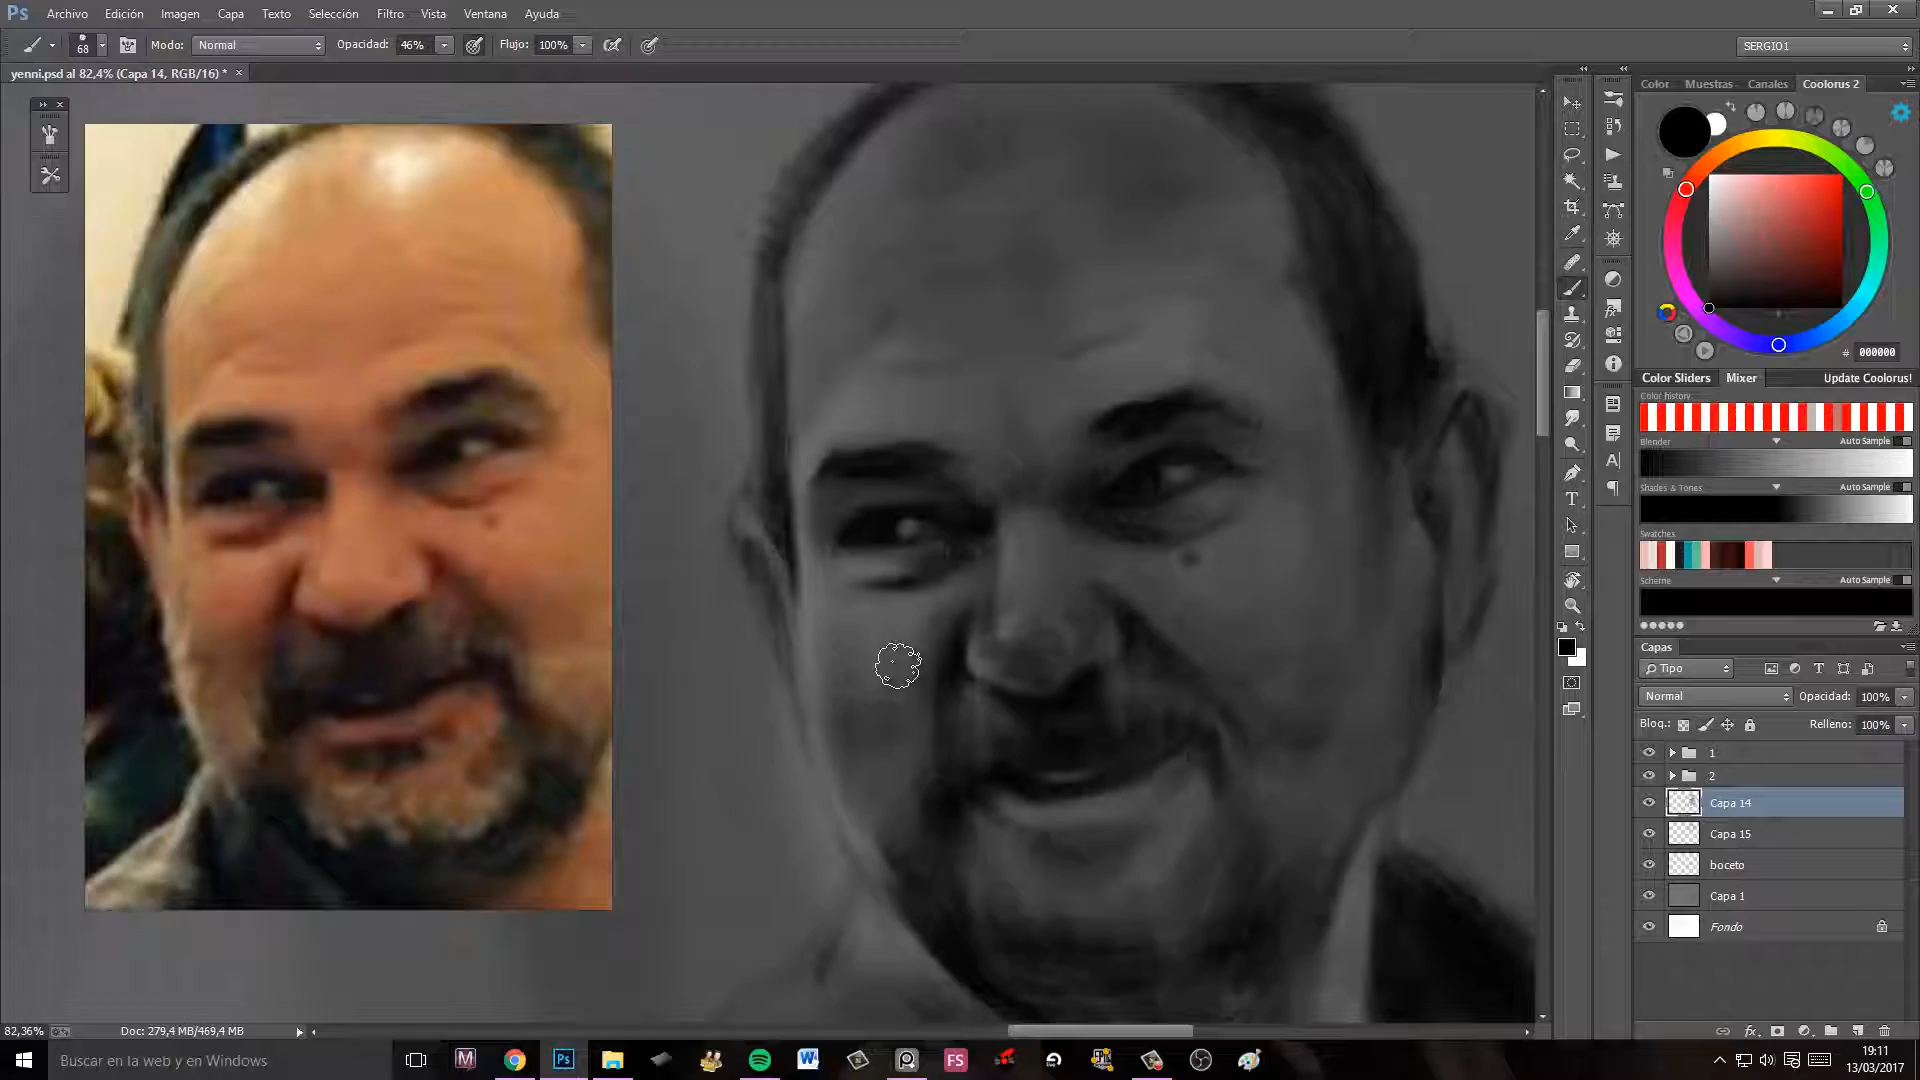 Ps Archivo Edición Imagen Capa Texto Selección Filtro Vista Ventana Ayuda
68 Modo: Normal Opacidad: 46% Flujo: 100% SERGIO1
yenni.psd al 82,4% (Capa 14, RGB/16) * ×
Color Muestras Canales Coolorus 2
# 000000
Color Sliders Mixer Update Coolorus!
Color history
Blender Auto Sample
Shades & Tones Auto Sample
Swatches
Scheme Auto Sample
Capas
Tipo
Normal Opacidad: 100%
Bloq.: Relleno: 100%
1
2
Capa 14
Capa 15
boceto
Capa 1
Fondo
82,36% Doc: 279,4 MB/469,4 MB
Buscar en la web y en Windows
Ps
FS
19:11
13/03/2017